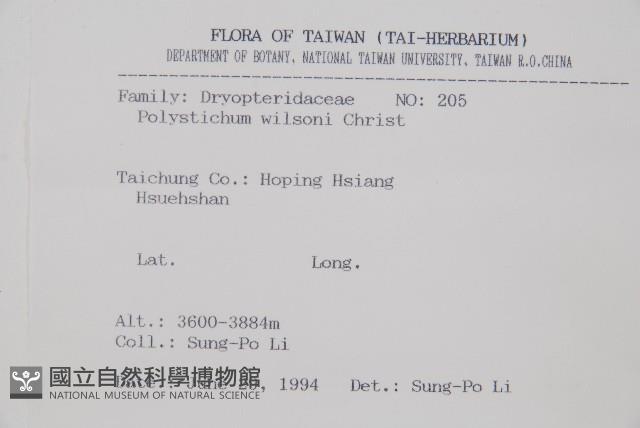 FLORA OF TAIWAN (TAI-HERBARIUM)
DEPARTMENT OF BOTANY, NATIONAL TAIWAN UNIVERSITY, TAIWAN R.O.CHINA
Family: Dryopteridaceae NO: 205
Polystichum wilsoni Christ
Taichung Co.: Hoping Hsiang
Hsuehshan
Lat. Long.
Alt.: 3600-3884m
Coll.: Sung-Po Li
Date.: June , 1994 Det.: Sung-Po Li
國立自然科學博物館
NATIONAL MUSEUM OF NATURAL SCIENCE